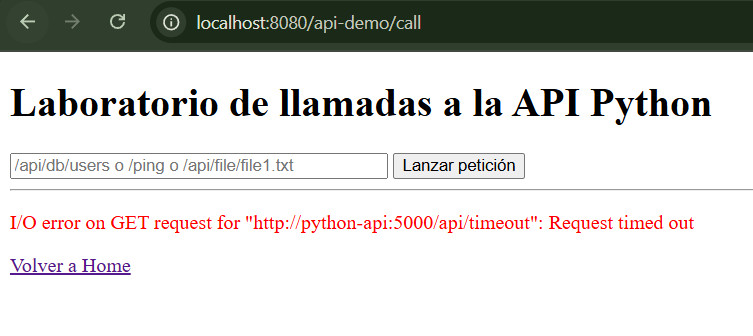 localhost:8080/api-demo/call
Laboratorio de llamadas a la API Python
/api/db/users o /ping o /api/file/file1.txt Lanzar petición
I/O error on GET request for "http://python-api:5000/api/timeout": Request timed out
Volver a Home